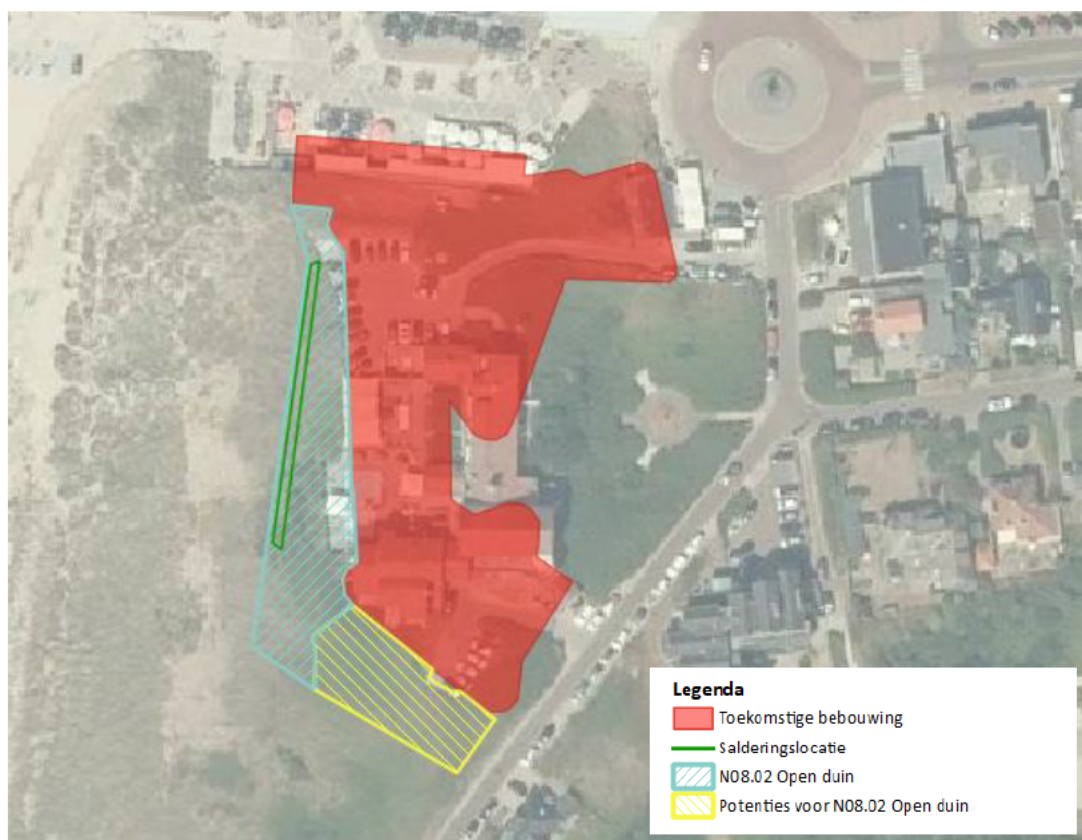 Legenda
Toekomstige bebouwing
Salderingslocatie
N08.02 Open duin
Potenties voor N08.02 Open duin